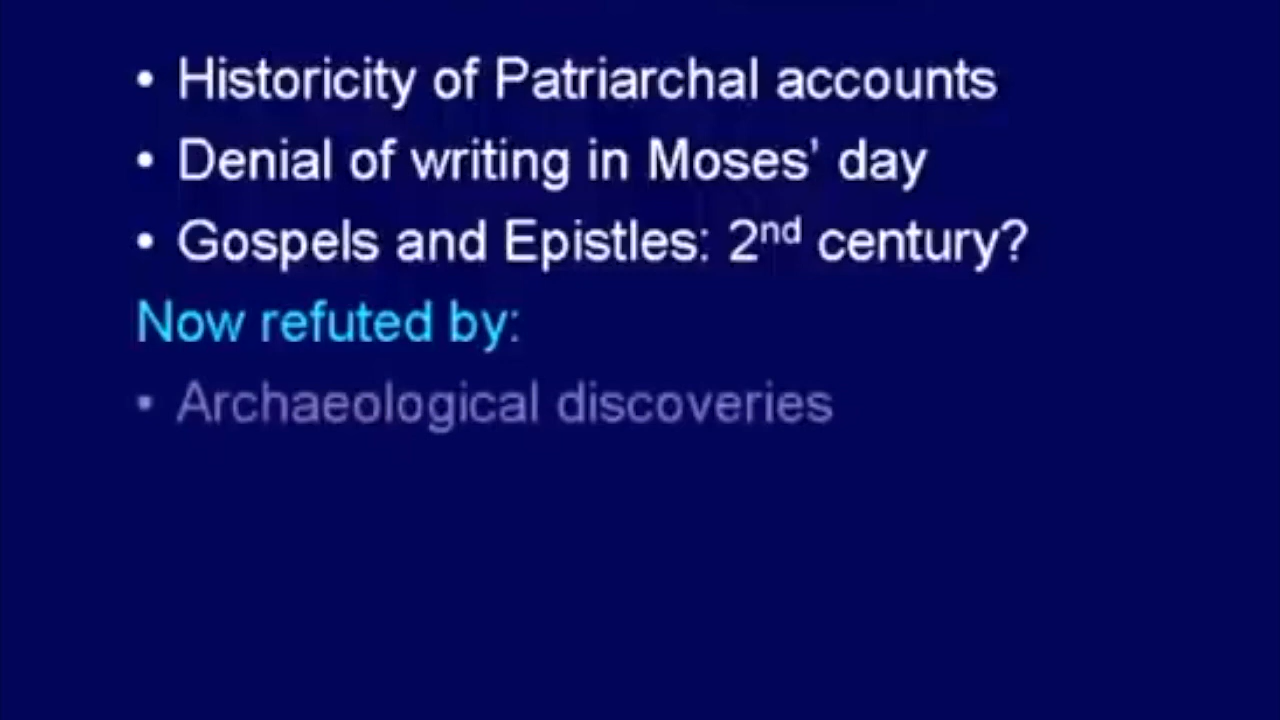 • Historicity of Patriarchal accounts
• Denial of writing in Moses’ day
• Gospels and Epistles: 2nd century?
Now refuted by:
• Archaeological discoveries